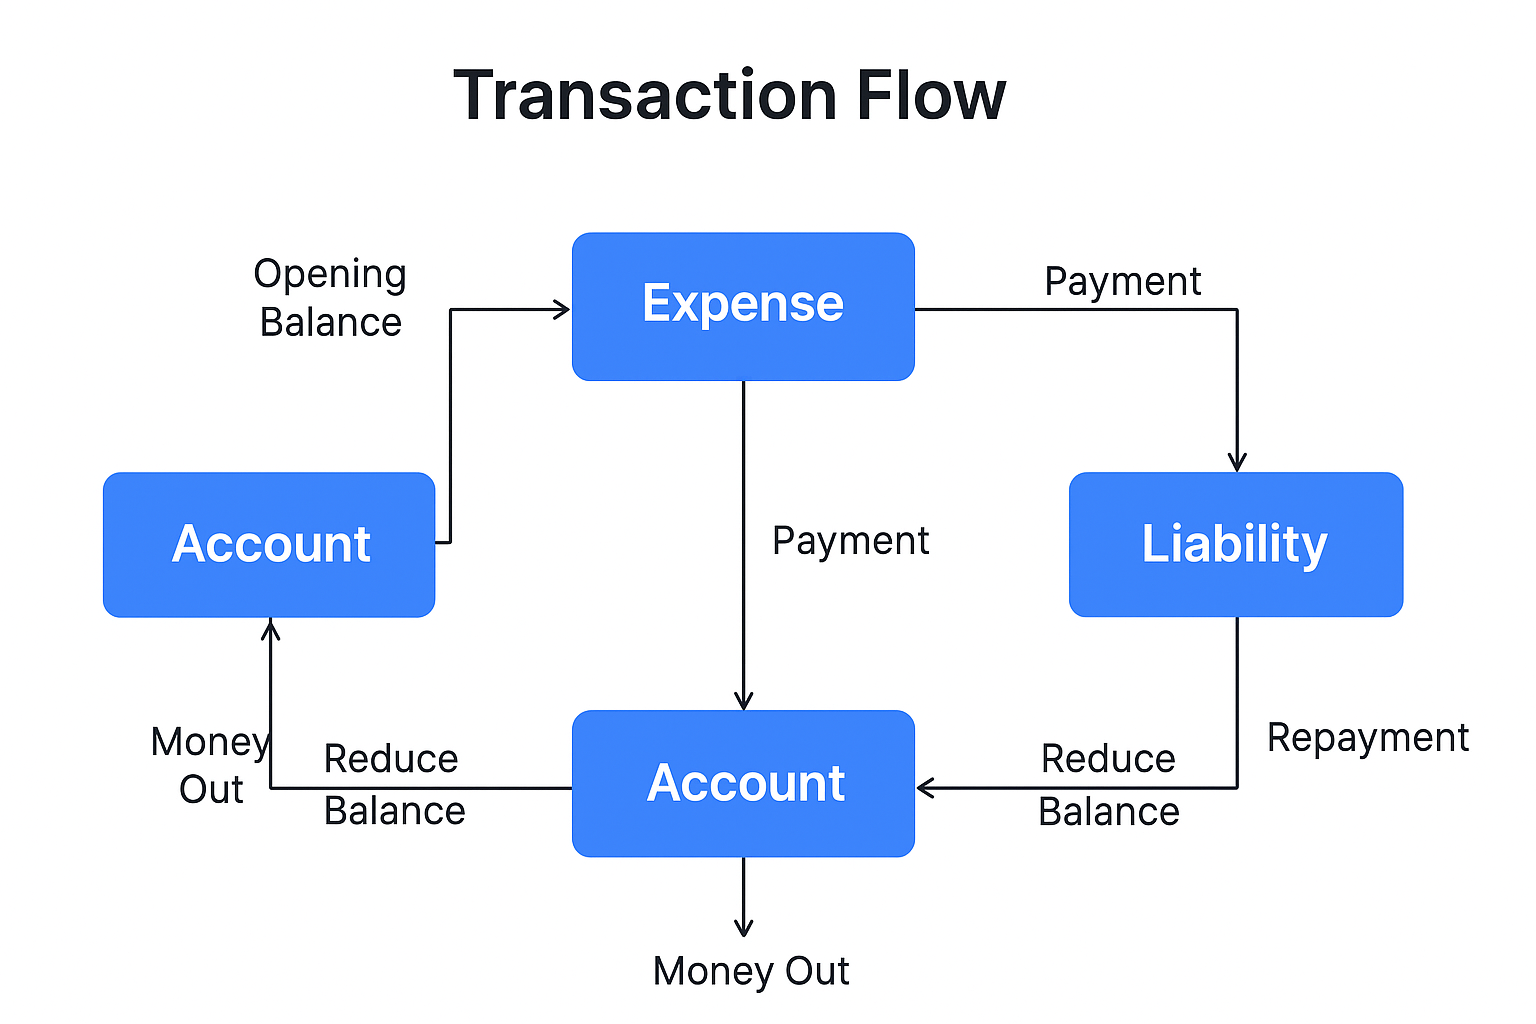 Transaction Flow
Opening
Balance
Expense
Payment
Account
Payment
Liability
Money
Out
Reduce
Balance
Account
Reduce
Balance
Repayment
Money Out